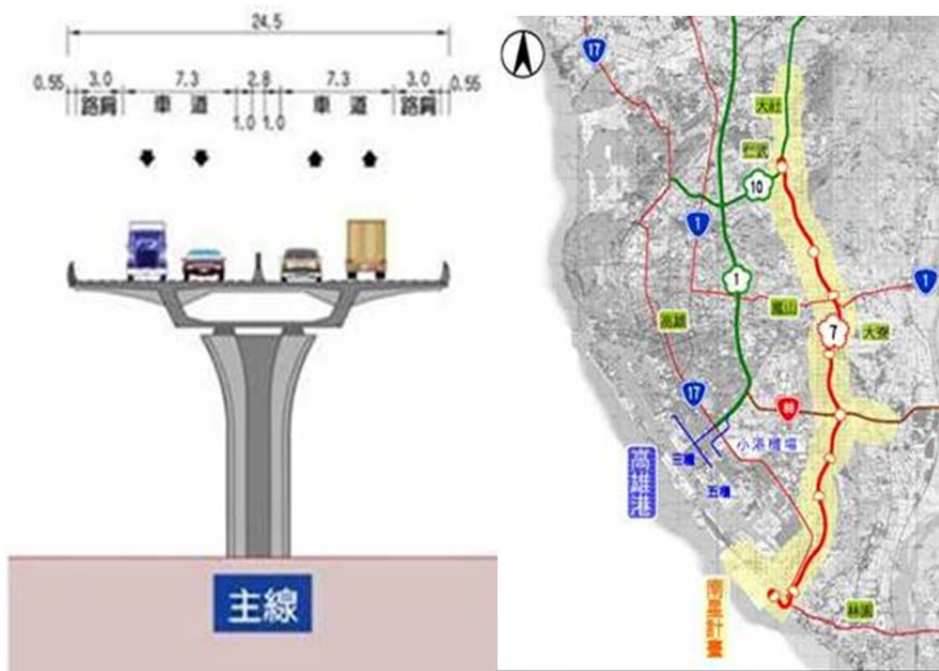 24.5
0.55 3.0 7.3 2.8 7.3 3.0 0.55
路肩 車道 1.0 1.0 車道 路肩
主線
17
大社
仁武
10
1
1
1
鳳山
高雄
7
大寮
17
88
小港機場
三櫃
五櫃
高雄港
南星計畫
林園